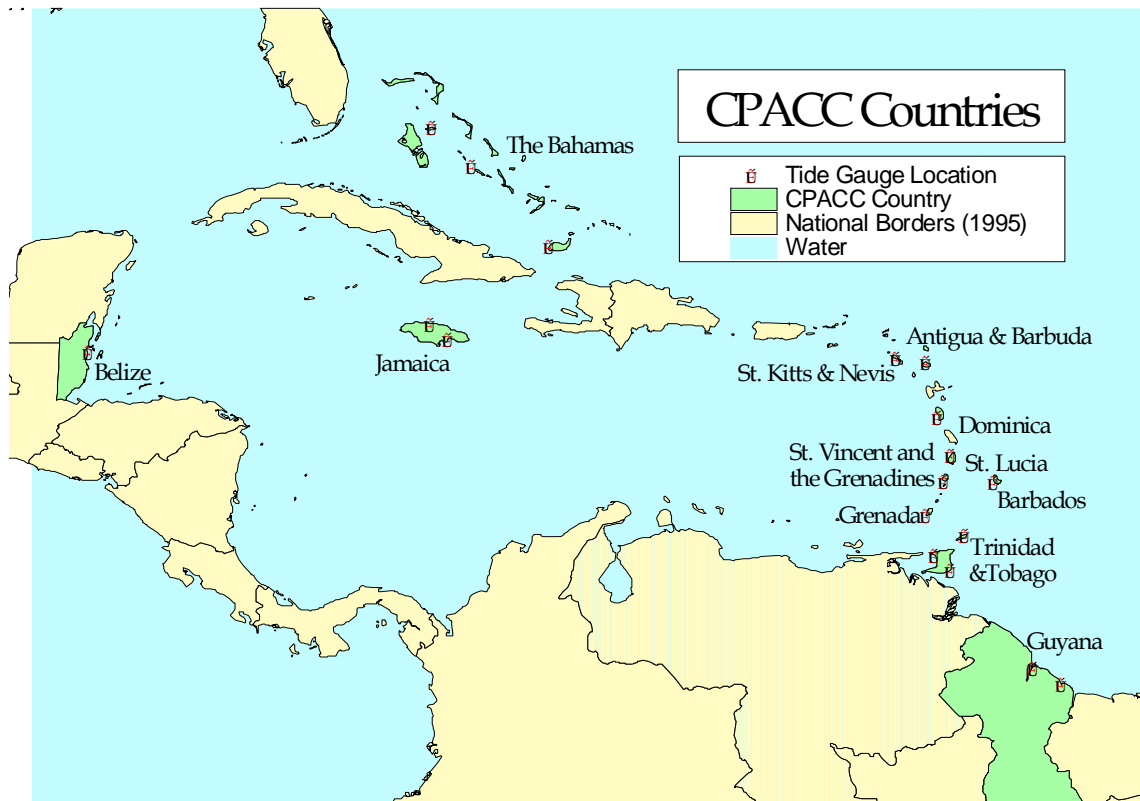 CPACC Countries
Tide Gauge Location
CPACC Country
National Borders (1995)
Water
The Bahamas
Antigua & Barbuda
Jamaica
Belize
St. Kitts & Nevis
Dominica
St. Vincent and
the Grenadines
St. Lucia
Barbados
Grenada
Trinidad
&Tobago
Guyana